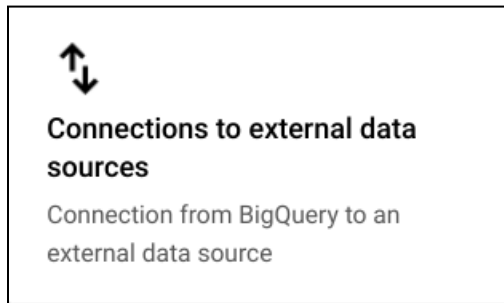 Connections to external data
sources
Connection from BigQuery to an
external data source